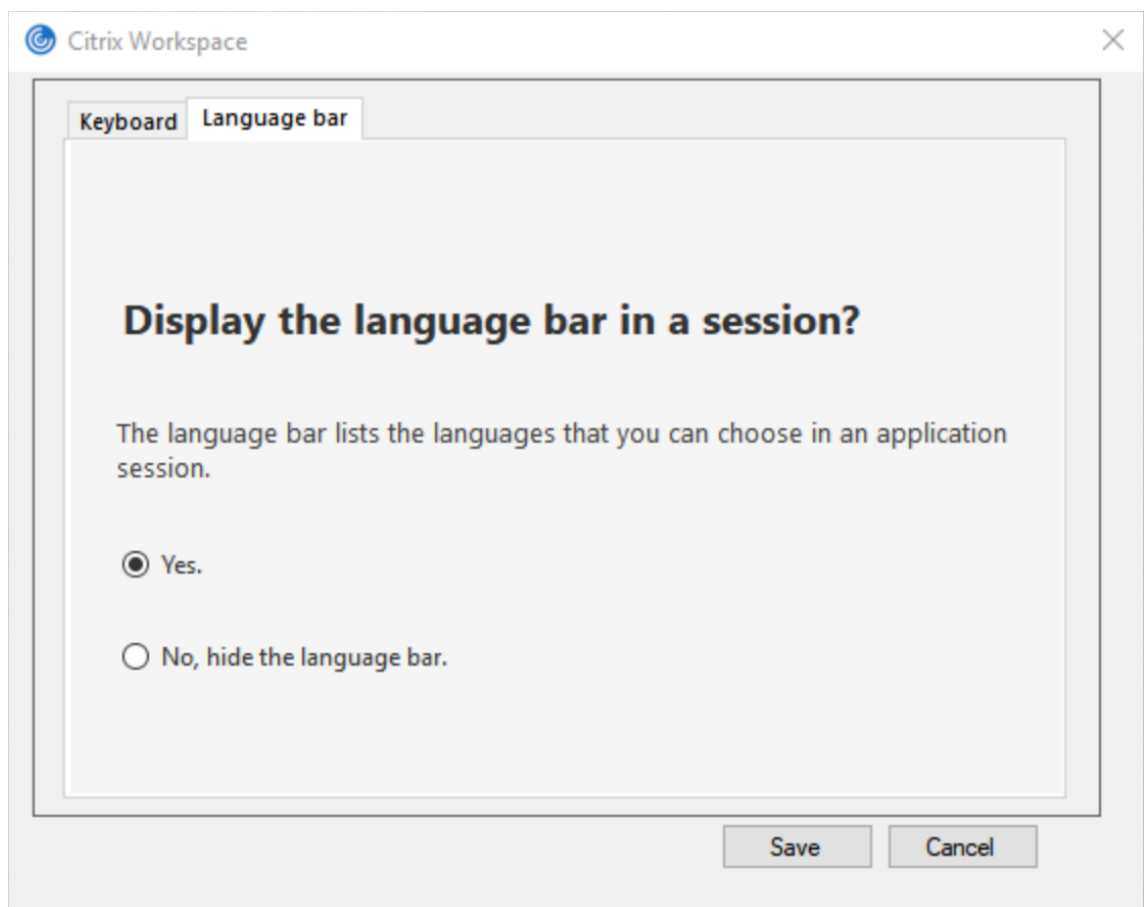 Citrix Workspace
Keyboard
Language bar
Display the language bar in a session?
The language bar lists the languages that you can choose in an application
session.
Yes.
No, hide the language bar.
Save
Cancel